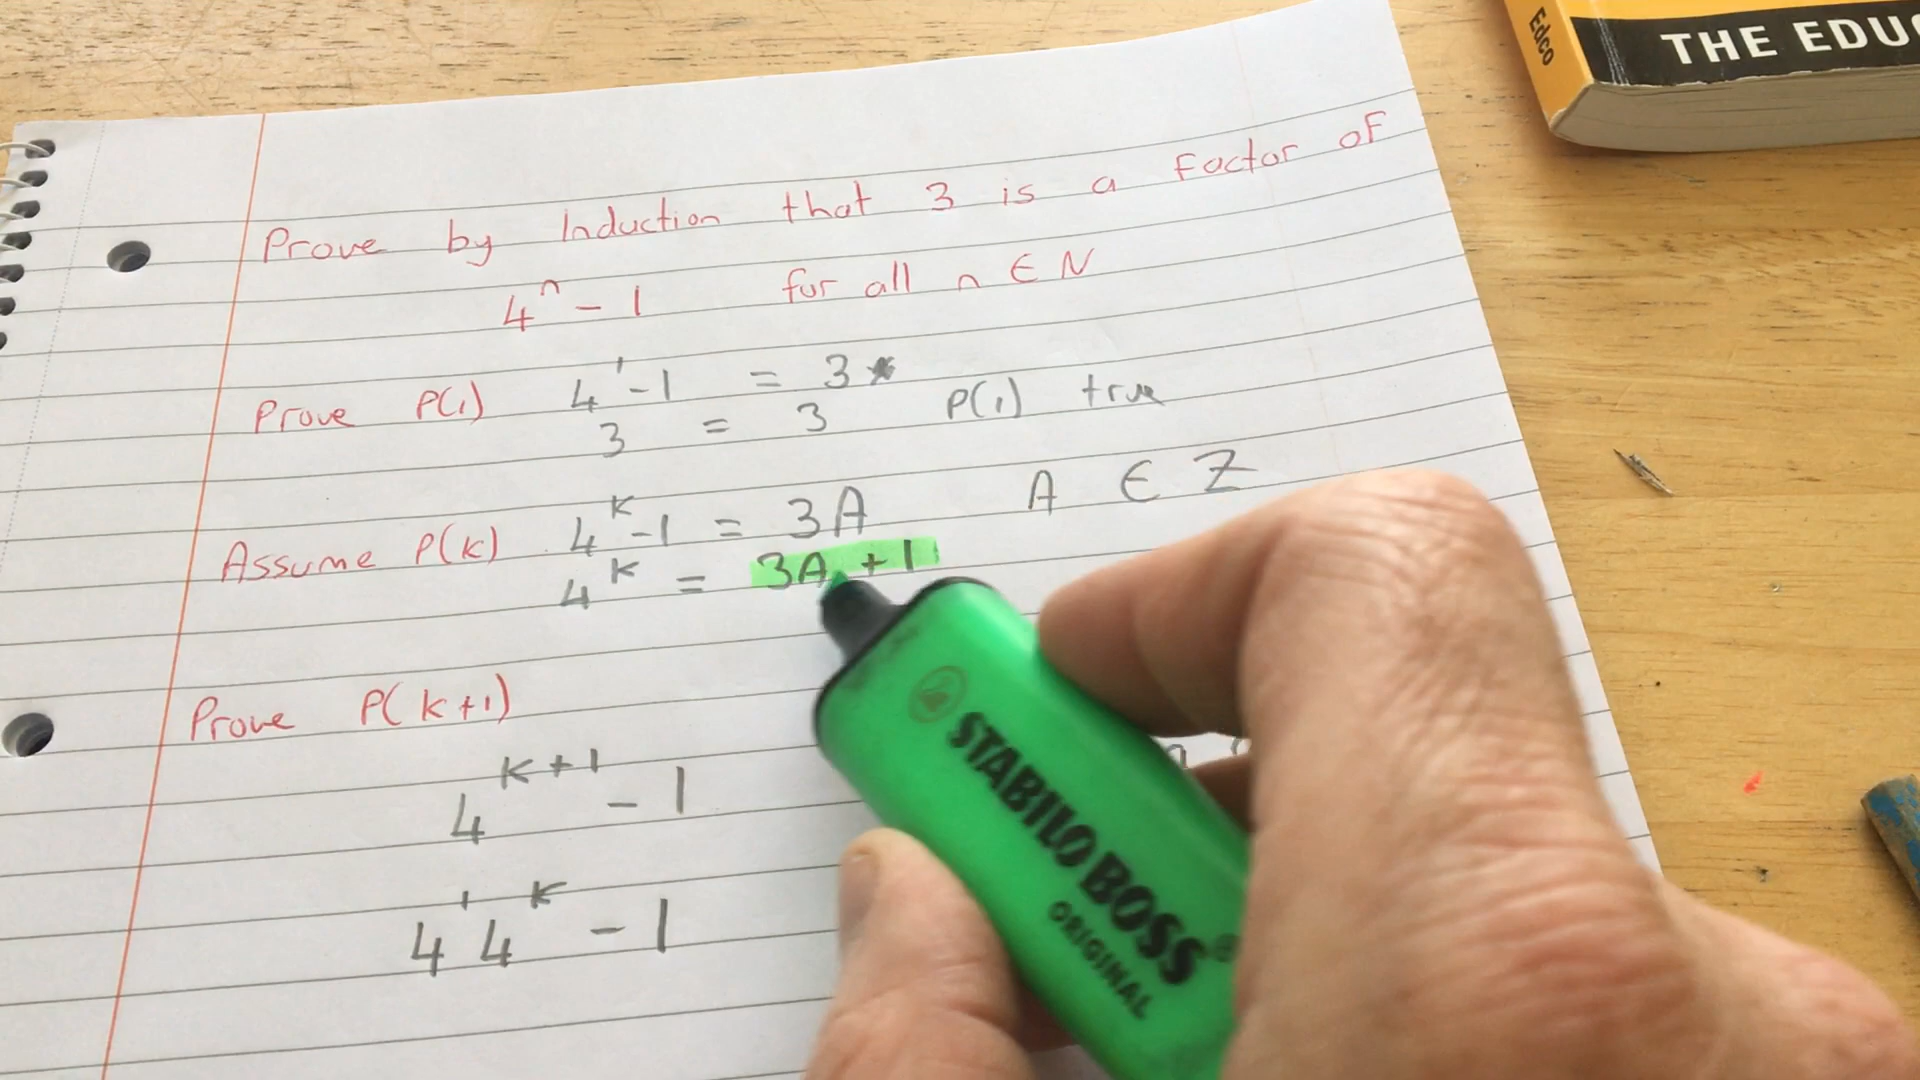 Edco
THE EDU
Prove by Induction that 3 is a factor of
4ⁿ - 1 for all n ∈ N
Prove P(1) 4¹ - 1 = 3
3 = 3 P(1) true
Assume P(k) 4ᵏ - 1 = 3A A ∈ Z
4ᵏ = 3A + 1
Prove P(k+1)
4ᵏ⁺¹ - 1
4¹4ᵏ - 1
STABILO BOSS®
ORIGINAL